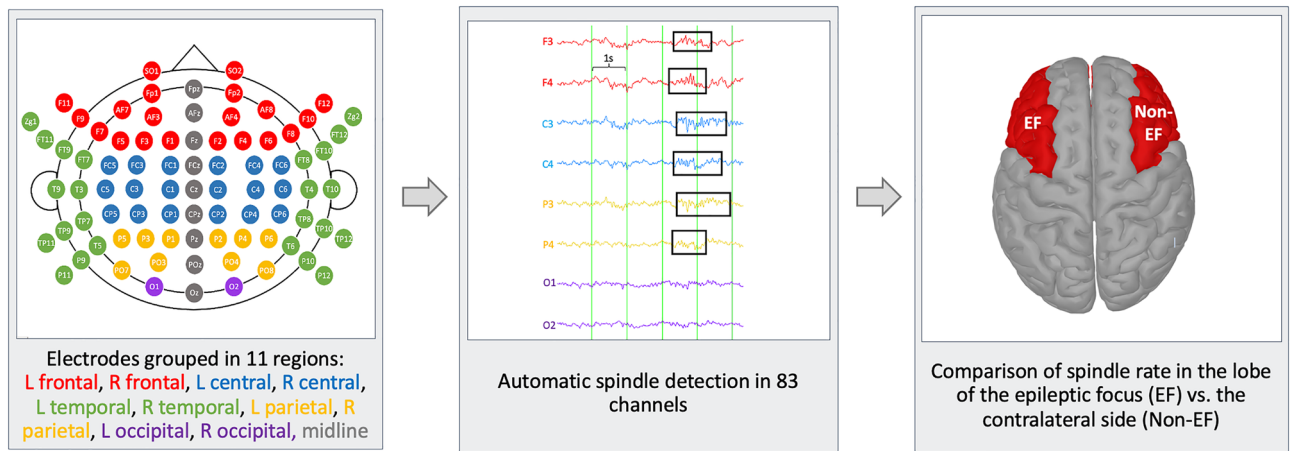 SO1 SO2
Fp1 Fpz Fp2
F11 AF7 AFz AF8 F12
F9 AF3 AF4 F10
Zg1 Zg2
F7 F8
FT11 F5 F3 F1 Fz F2 F4 F6 FT12
FT9 FT10
FT7 FC5 FC3 FC1 FCz FC2 FC4 FC6 FT8
T9 T3 C5 C3 C1 Cz C2 C4 C6 T4 T10
CP5 CP3 CP1 CPz CP2 CP4 CP6
TP7 TP8
TP9 TP10
TP11 P5 P3 P1 Pz P2 P4 P6 TP12
T5 T6
P9 PO3 POz PO4 P10
P11 PO7 PO8 P12
O1 Oz O2
Electrodes grouped in 11 regions:
L frontal, R frontal, L central, R central,
L temporal, R temporal, L parietal, R
parietal, L occipital, R occipital, midline
F3
1s
F4
C3
C4
P3
P4
O1
O2
Automatic spindle detection in 83
channels
EF
Non-
EF
L
Comparison of spindle rate in the lobe
of the epileptic focus (EF) vs. the
contralateral side (Non-EF)